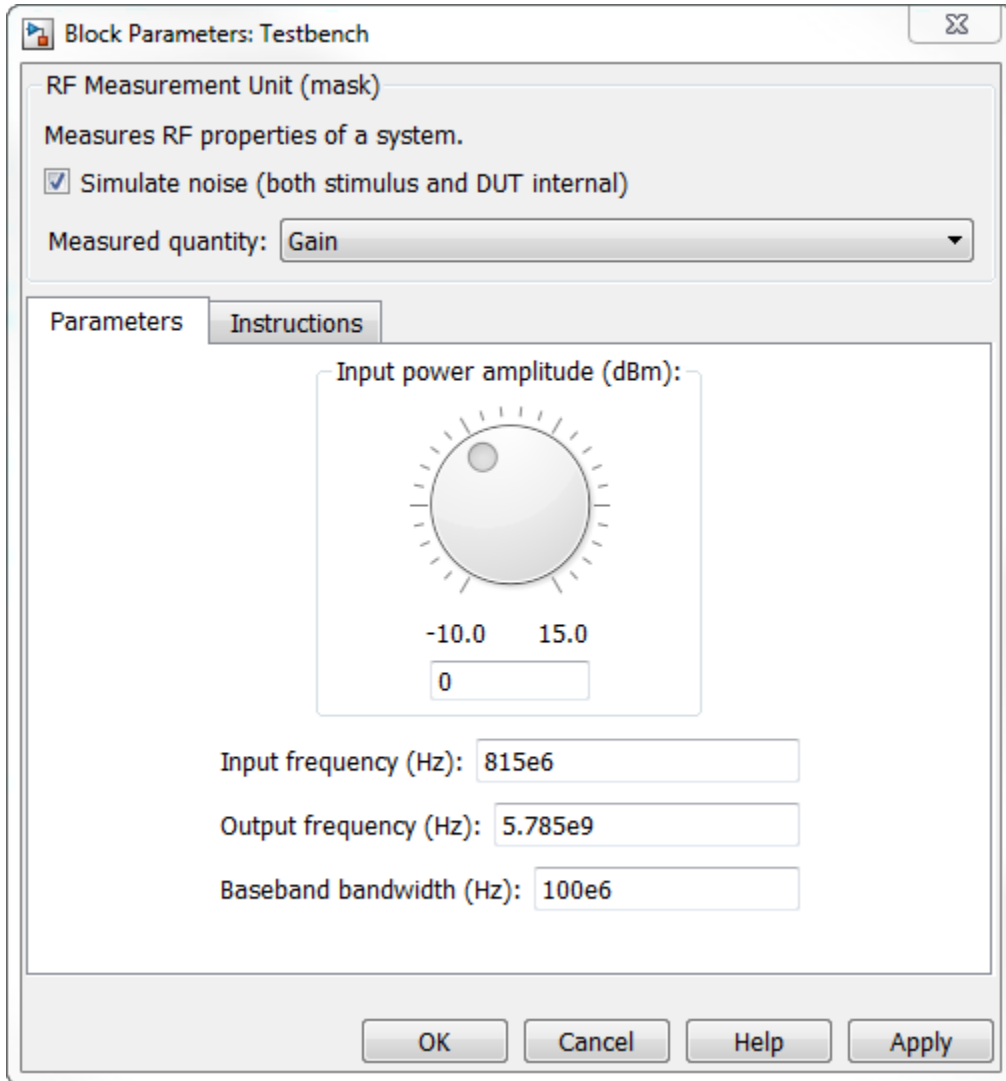 Block Parameters: Testbench
RF Measurement Unit (mask)
Measures RF properties of a system.
Simulate noise (both stimulus and DUT internal)
Measured quantity: Gain
Parameters Instructions
Input power amplitude (dBm):
-10.0 15.0
0
Input frequency (Hz): 815e6
Output frequency (Hz): 5.785e9
Baseband bandwidth (Hz): 100e6
OK Cancel Help Apply